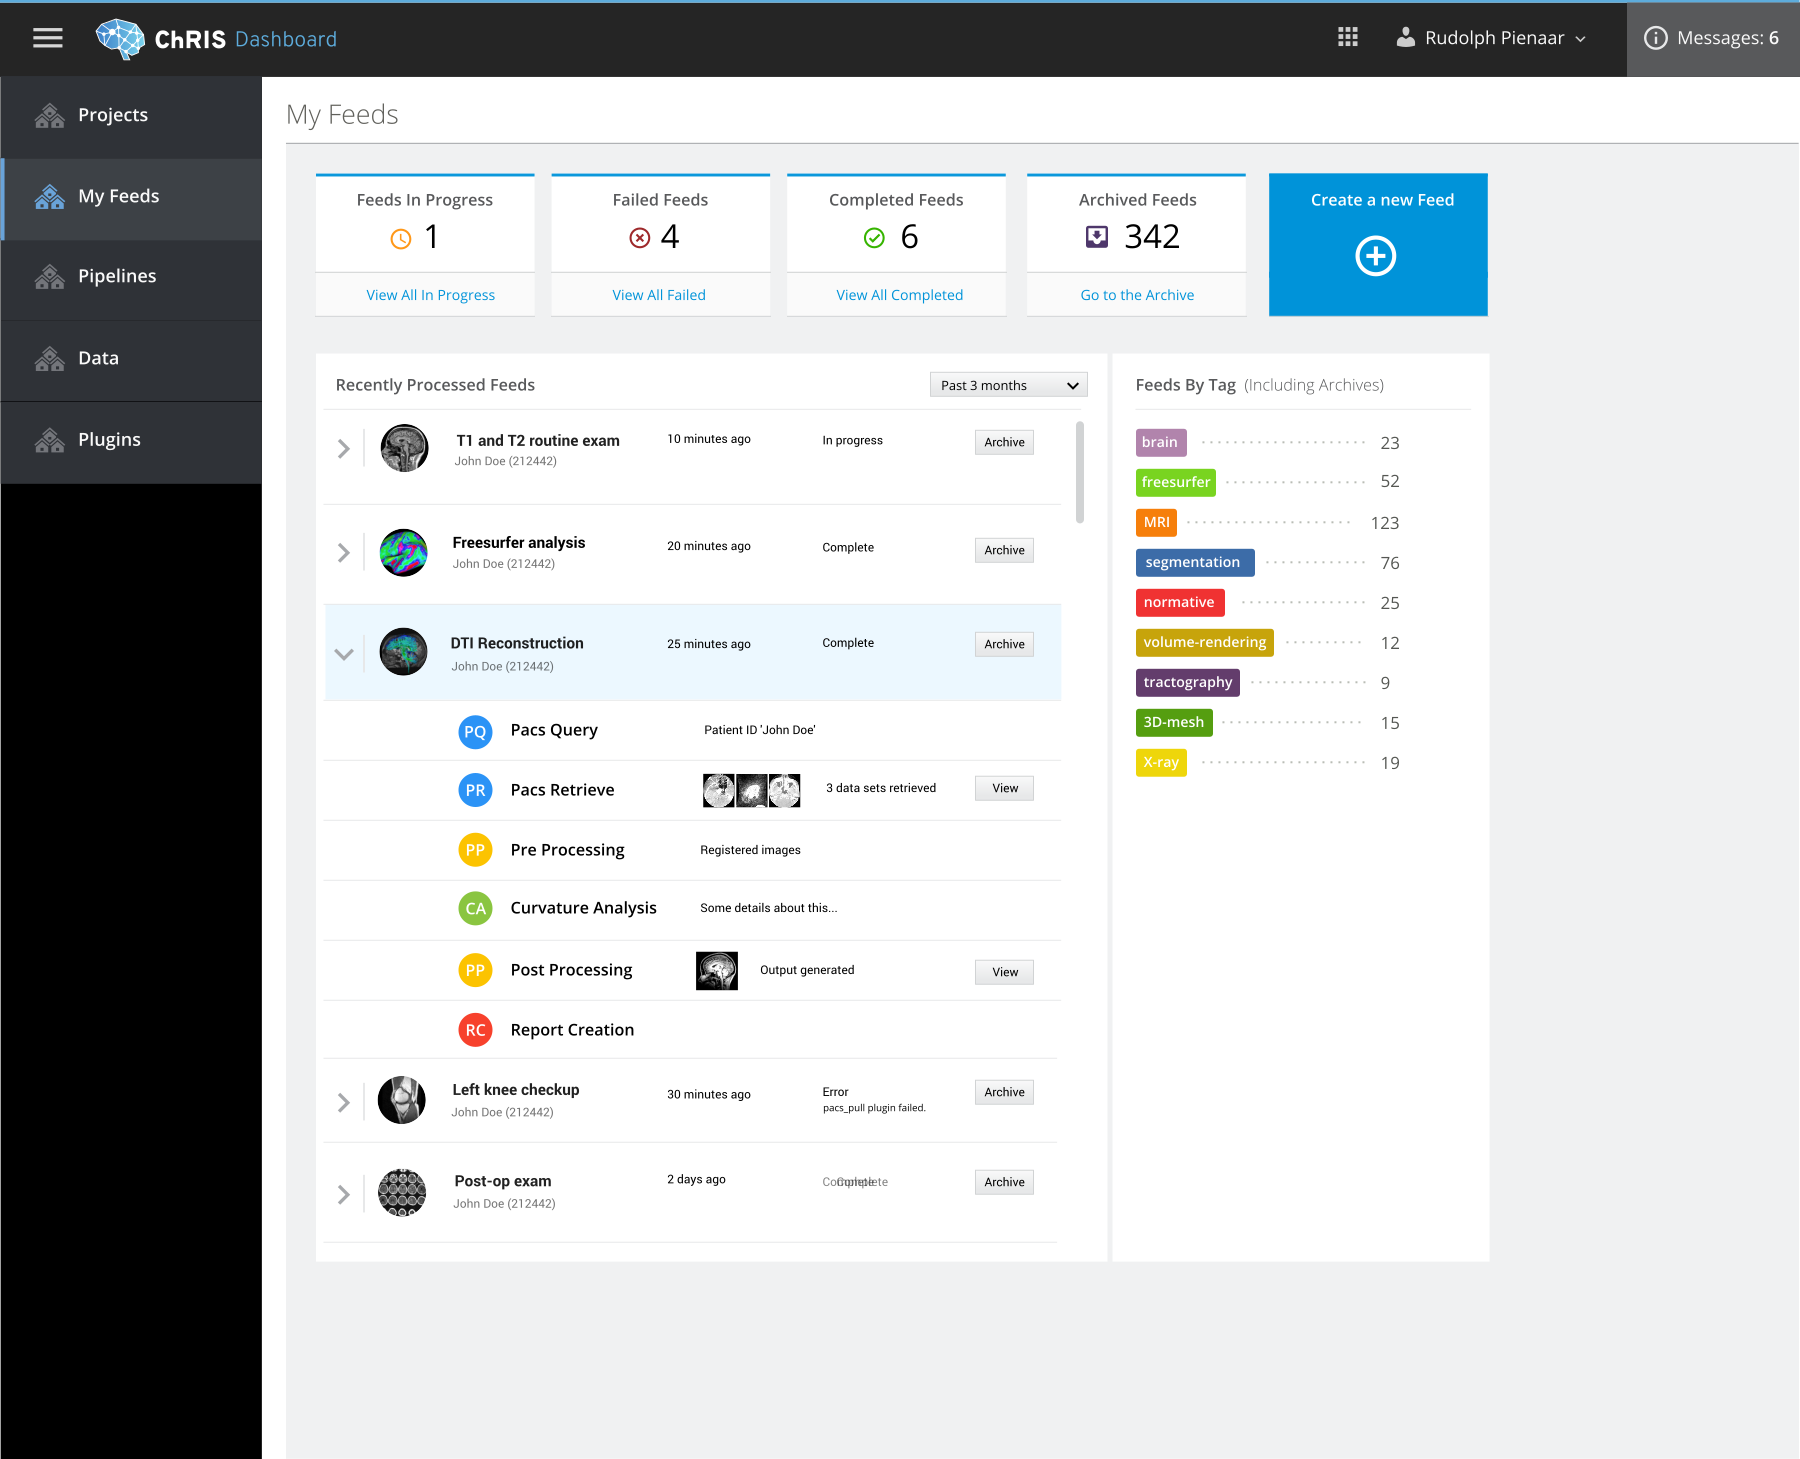 ChRIS Dashboard
Rudolph Pienaar
Messages: 6
Projects
My Feeds
Pipelines
Data
Plugins
My Feeds
Feeds In Progress
1
View All In Progress
Failed Feeds
4
View All Failed
Completed Feeds
6
View All Completed
Archived Feeds
342
Go to the Archive
Create a new Feed
Recently Processed Feeds
Past 3 months
T1 and T2 routine exam
John Doe (212442)
10 minutes ago
In progress
Archive
Freesurfer analysis
John Doe (212442)
20 minutes ago
Complete
Archive
DTI Reconstruction
John Doe (212442)
25 minutes ago
Complete
Archive
PQ Pacs Query Patient ID 'John Doe'
PR Pacs Retrieve 3 data sets retrieved View
PP Pre Processing Registered images
CA Curvature Analysis Some details about this...
PP Post Processing Output generated View
RC Report Creation
Left knee checkup
John Doe (212442)
30 minutes ago
Error
pacs_pull plugin failed.
Archive
Post-op exam
John Doe (212442)
2 days ago
Complete
Complete
Archive
Feeds By Tag (Including Archives)
brain 23
freesurfer 52
MRI 123
segmentation 76
normative 25
volume-rendering 12
tractography 9
3D-mesh 15
X-ray 19